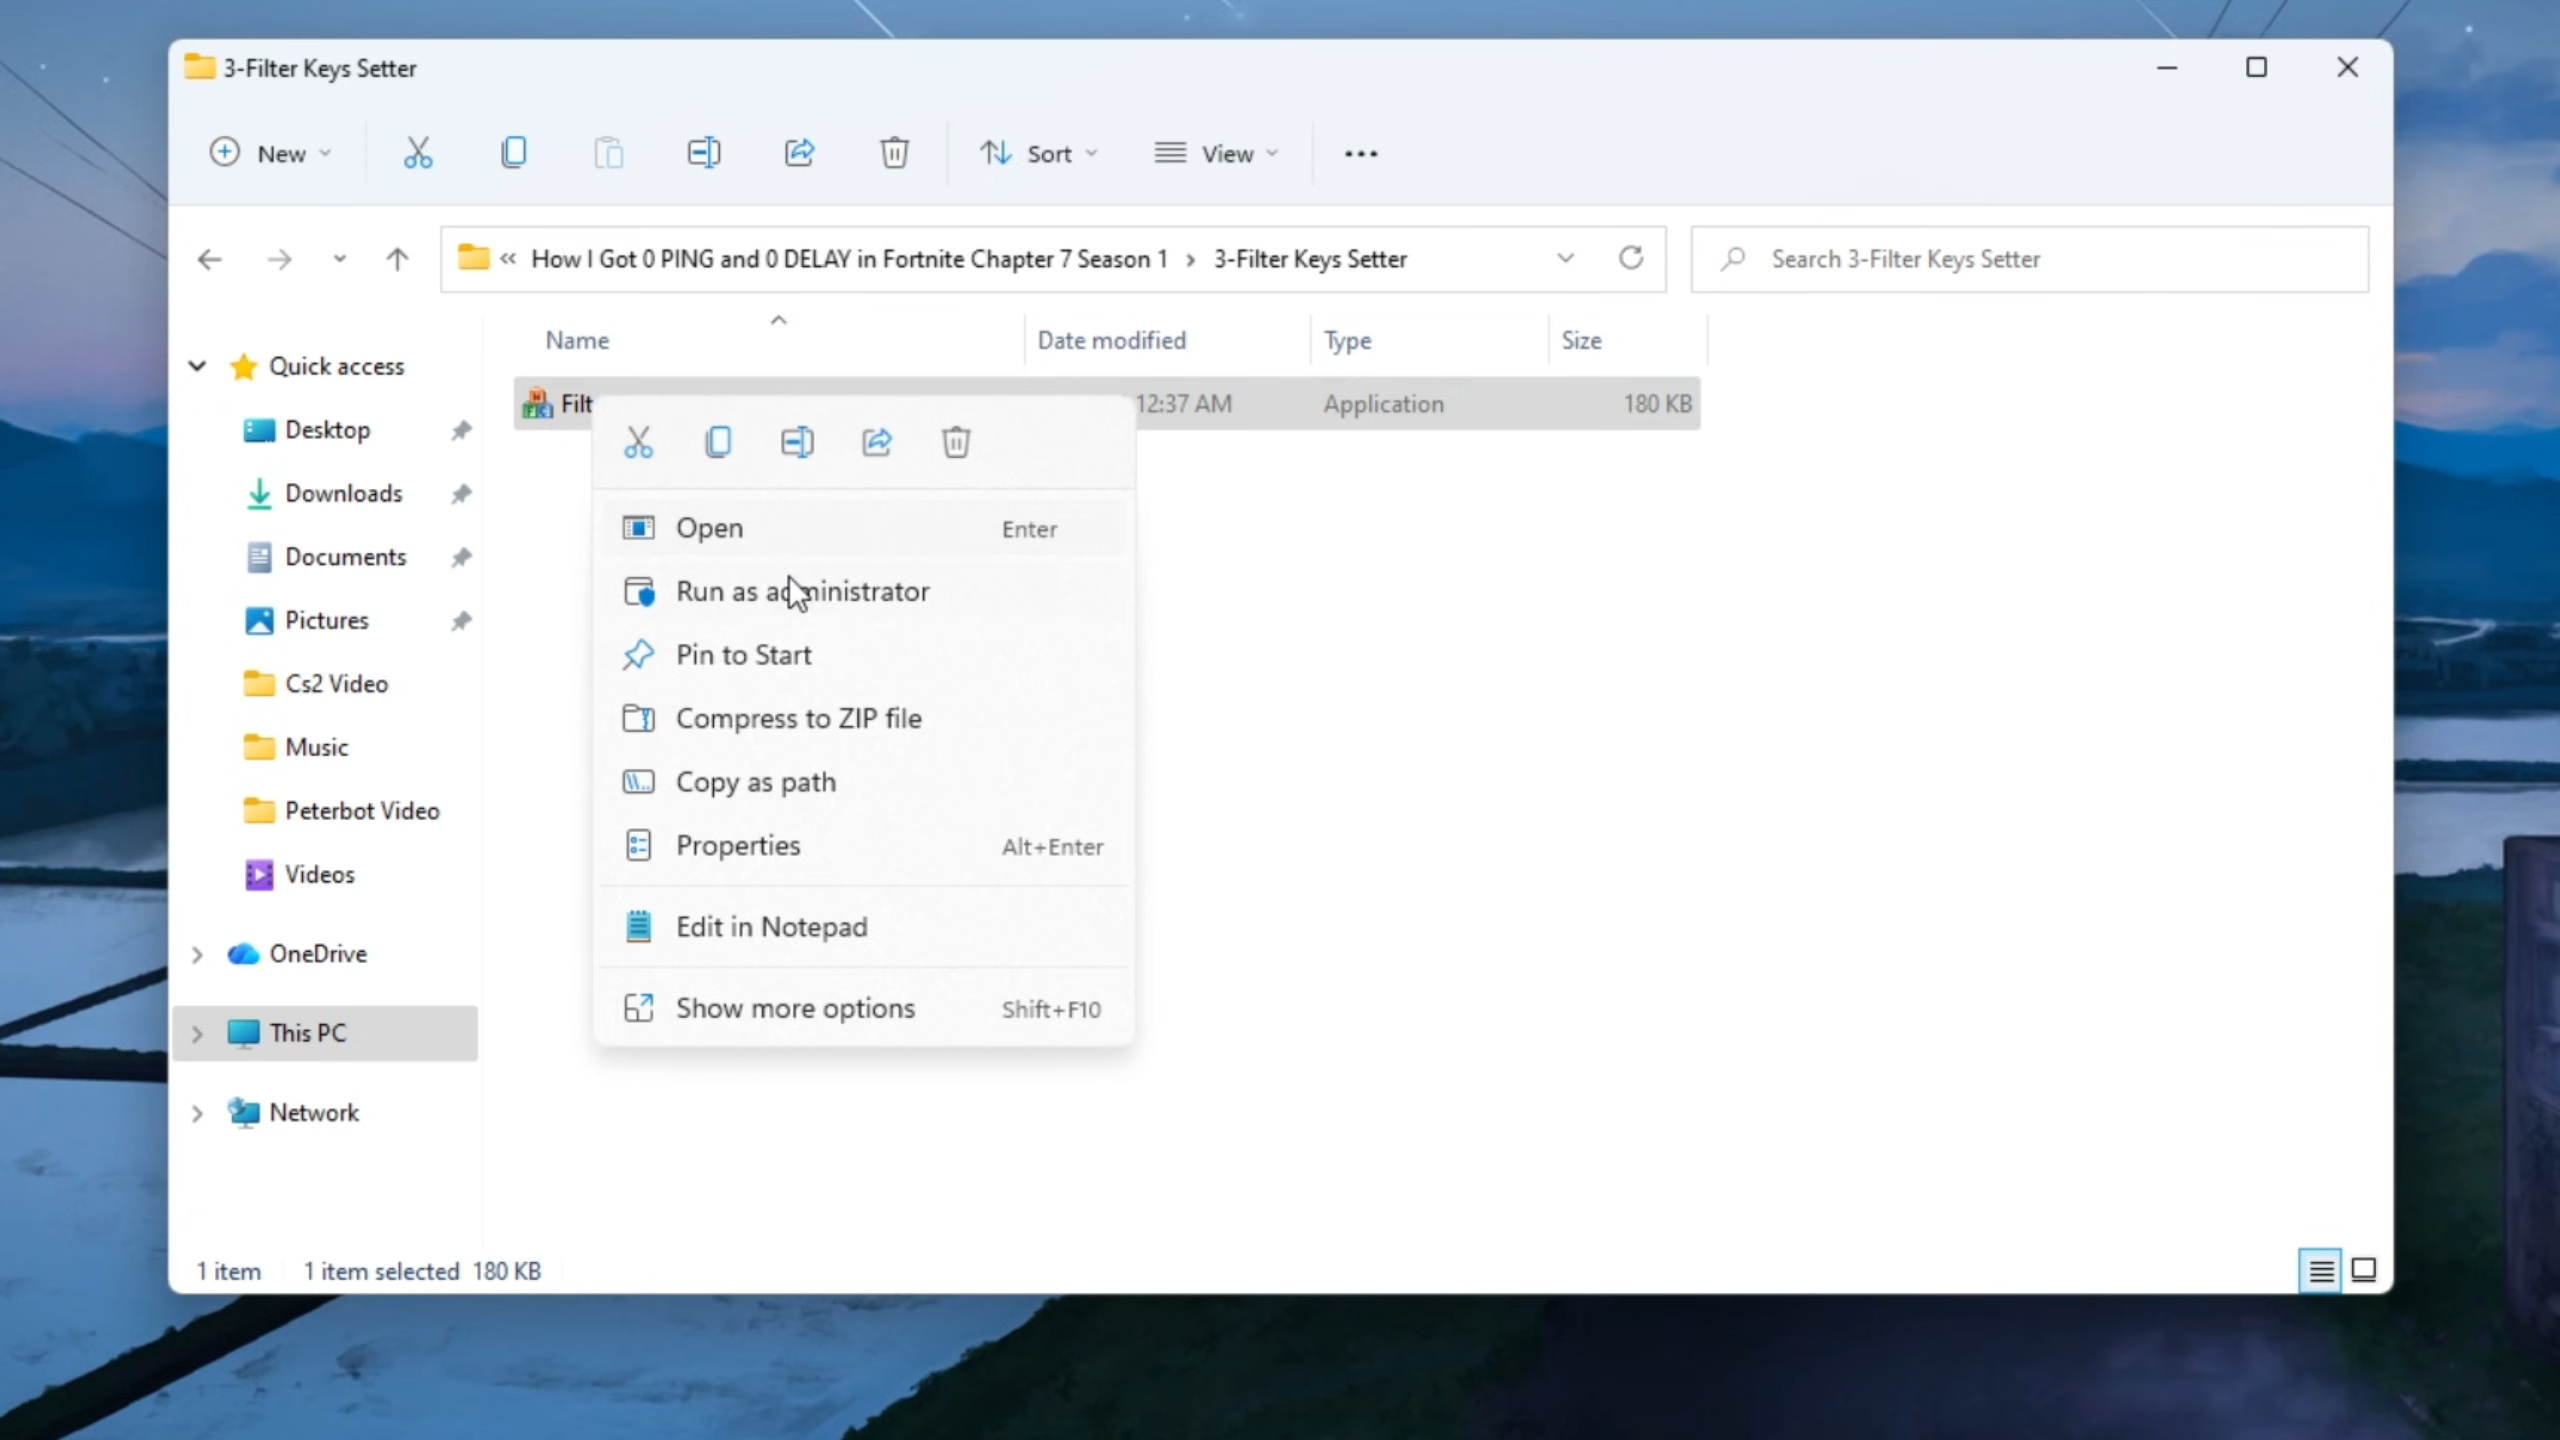 3-Filter Keys Setter
New
Sort
View
« How I Got 0 PING and 0 DELAY in Fortnite Chapter 7 Season 1 > 3-Filter Keys Setter
Search 3-Filter Keys Setter
Name
Date modified
Type
Size
Filt
12:37 AM
Application
180 KB
Quick access
Desktop
Downloads
Documents
Pictures
Cs2 Video
Music
Peterbot Video
Videos
OneDrive
This PC
Network
Open Enter
Run as administrator
Pin to Start
Compress to ZIP file
Copy as path
Properties Alt+Enter
Edit in Notepad
Show more options Shift+F10
1 item
1 item selected 180 KB